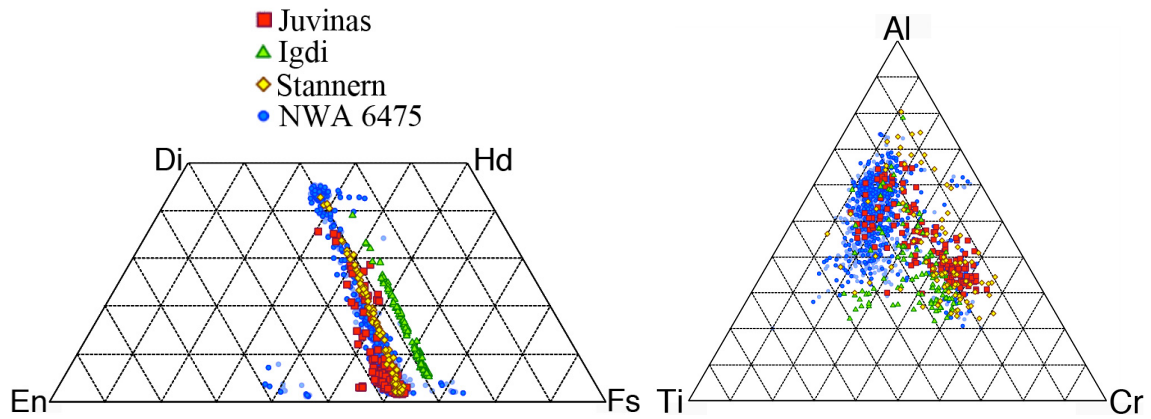 Juvinas
Igdi
Stannern
NWA 6475
Di
Hd
En
Fs
Al
Ti
Cr